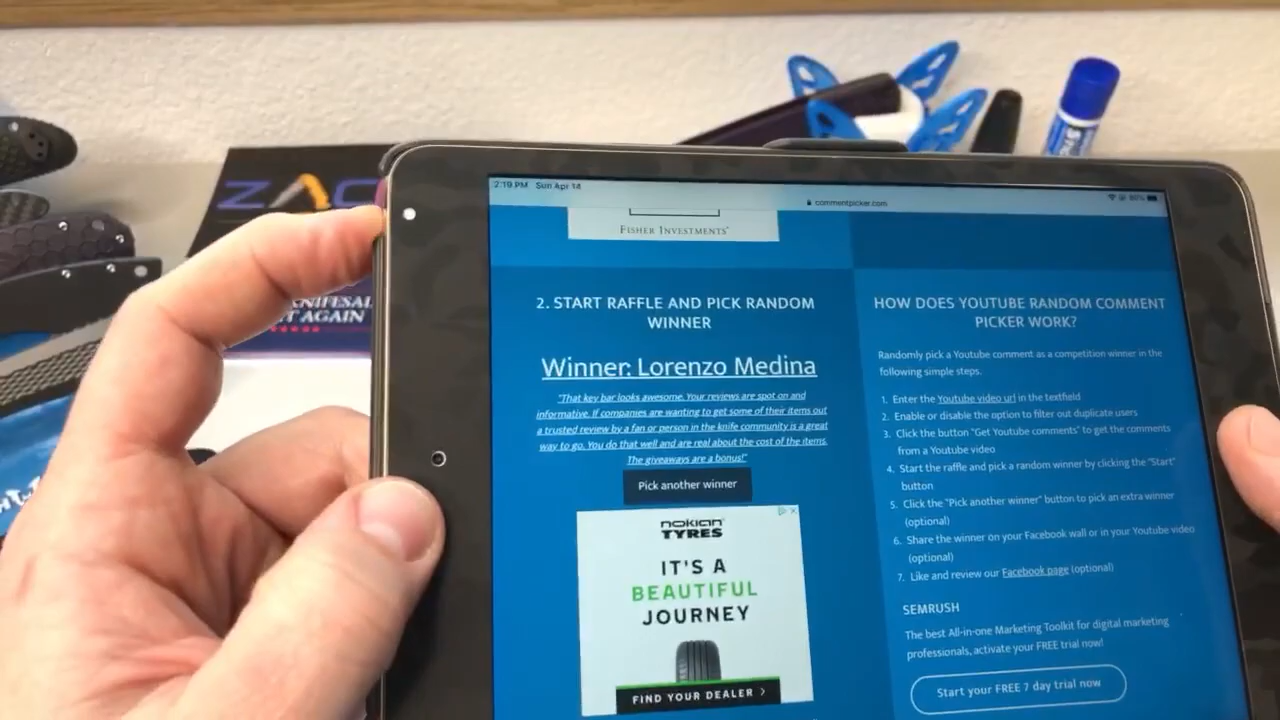 ZAC
KNIFESAL
T AGAIN
2:19 PM Sun Apr 14
commentpicker.com
FISHER INVESTMENTS
2. START RAFFLE AND PICK RANDOM
WINNER
Winner: Lorenzo Medina
"That key bar looks awesome. Your reviews are spot on and
informative. If companies are wanting to get some of their items out
a trusted review by a fan or person in the knife community is a great
way to go. You do that well and are real about the cost of the items.
The giveaways are a bonus!"
Pick another winner
nokian
TYRES
IT'S A
BEAUTIFUL
JOURNEY
FIND YOUR DEALER >
HOW DOES YOUTUBE RANDOM COMMENT
PICKER WORK?
Randomly pick a Youtube comment as a competition winner in the
following simple steps.
1. Enter the Youtube video url in the textfield
2. Enable or disable the option to filter out duplicate users
3. Click the button "Get Youtube comments" to get the comments
from a Youtube video
4. Start the raffle and pick a random winner by clicking the "Start"
button
5. Click the "Pick another winner" button to pick an extra winner
(optional)
6. Share the winner on your Facebook wall or in your Youtube video
(optional)
7. Like and review our Facebook page (optional)
SEMRUSH
The best All-in-one Marketing Toolkit for digital marketing
professionals, activate your FREE trial now!
Start your FREE 7 day trial now